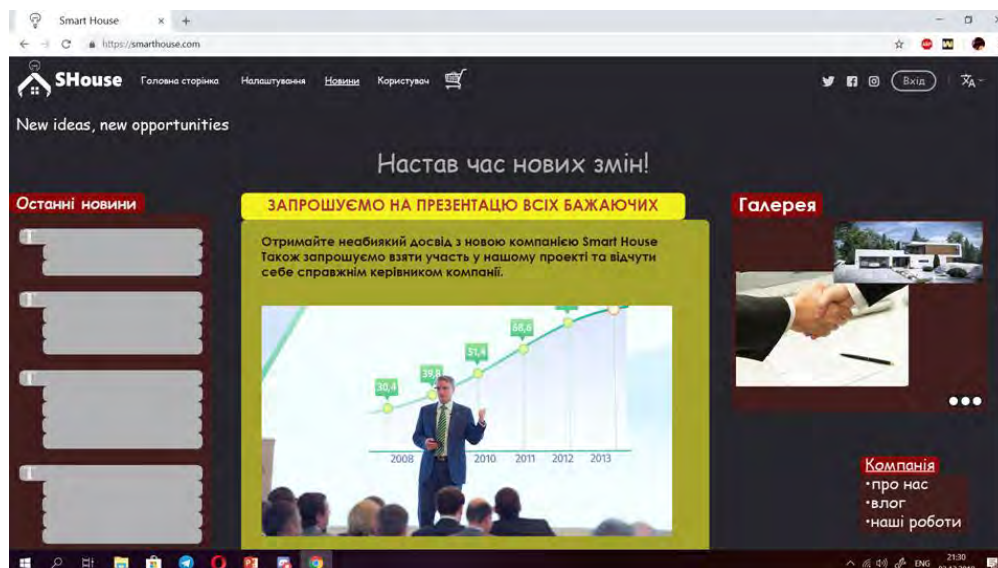 Smart House
https://smarthouse.com
SHouse
Головна сторінка
Налаштування
Новини
Користувач
Вхід
New ideas, new opportunities
Настав час нових змін!
Останні новини
ЗАПРОШУЄМО НА ПРЕЗЕНТАЦЮ ВСІХ БАЖАЮЧИХ
Отримайте неабиякий досвід з новою компанією Smart House
Також запрошуємо взяти участь у нашому проекті та відчути
себе справжнім керівником компанії.
30,4
39,8
51,4
68,6
2008
2010
2011
2012
2013
Галерея
Компанія
•про нас
•влог
•наші роботи
ENG
21:30